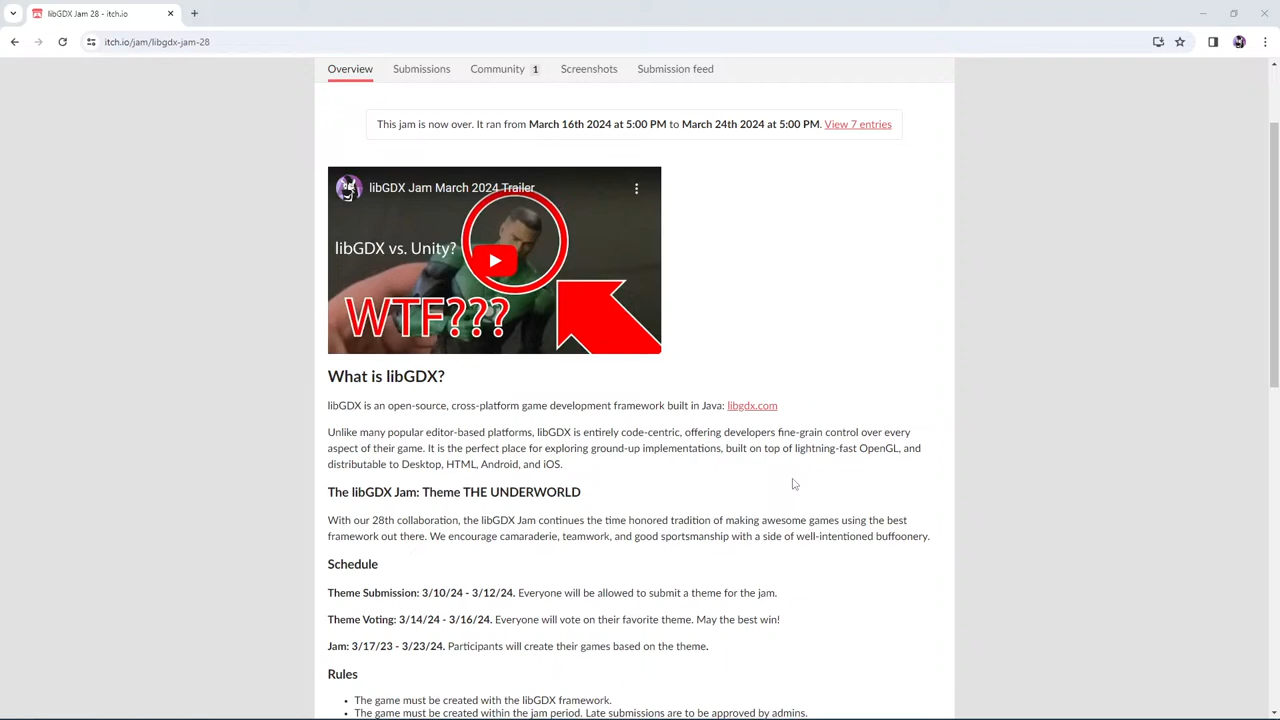 libGDX Jam 28 - itch.io
itch.io/jam/libgdx-jam-28
Overview Submissions Community 1 Screenshots Submission feed
This jam is now over. It ran from March 16th 2024 at 5:00 PM to March 24th 2024 at 5:00 PM. View 7 entries
libGDX Jam March 2024 Trailer
libGDX vs. Unity?
WTF???
What is libGDX?
libGDX is an open-source, cross-platform game development framework built in Java: libgdx.com
Unlike many popular editor-based platforms, libGDX is entirely code-centric, offering developers fine-grain control over every
aspect of their game. It is the perfect place for exploring ground-up implementations, built on top of lightning-fast OpenGL, and
distributable to Desktop, HTML, Android, and iOS.
The libGDX Jam: Theme THE UNDERWORLD
With our 28th collaboration, the libGDX Jam continues the time honored tradition of making awesome games using the best
framework out there. We encourage camaraderie, teamwork, and good sportsmanship with a side of well-intentioned buffoonery.
Schedule
Theme Submission: 3/10/24 - 3/12/24. Everyone will be allowed to submit a theme for the jam.
Theme Voting: 3/14/24 - 3/16/24. Everyone will vote on their favorite theme. May the best win!
Jam: 3/17/23 - 3/23/24. Participants will create their games based on the theme.
Rules
• The game must be created with the libGDX framework.
• The game must be created within the jam period. Late submissions are to be approved by admins.